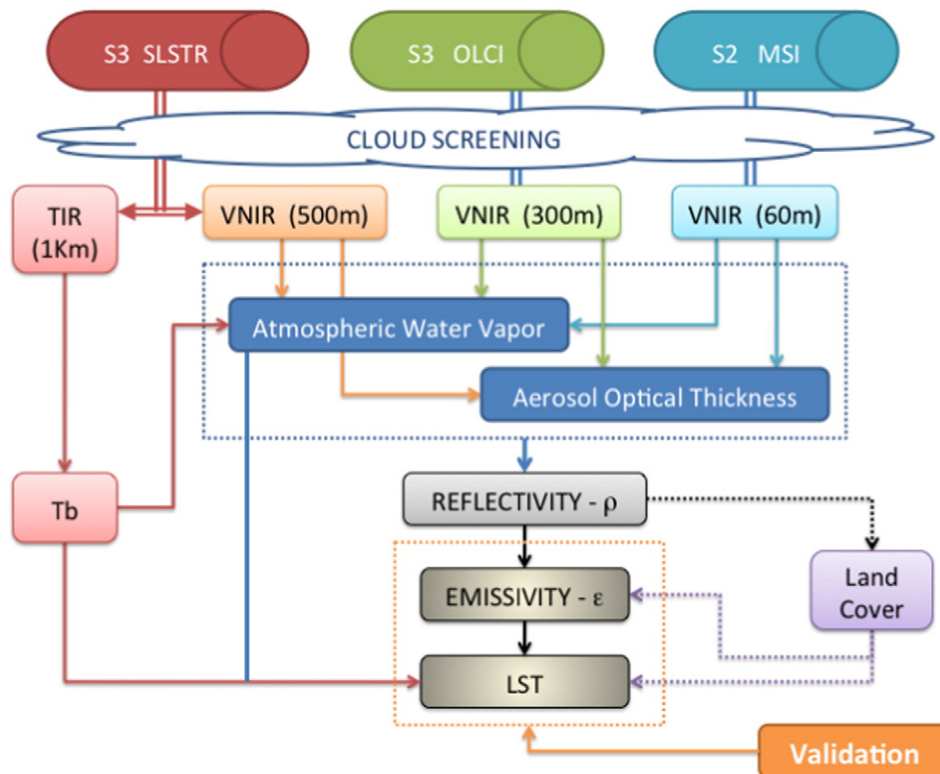 S3 SLSTR
S3 OLCI
S2 MSI
CLOUD SCREENING
TIR
(1Km)
VNIR (500m)
VNIR (300m)
VNIR (60m)
Atmospheric Water Vapor
Aerosol Optical Thickness
Tb
REFLECTIVITY - ρ
EMISSIVITY - ε
Land
Cover
LST
Validation